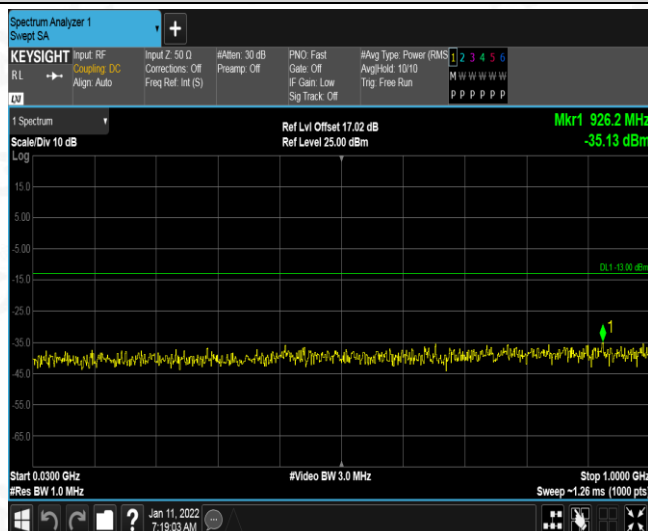 Spectrum Analyzer 1
Swept SA
KEYSIGHT
RL
LXI
Input: RF
Coupling: DC
Align: Auto
Input Z: 50 Ω
Corrections: Off
Freq Ref: Int (S)
#Atten: 30 dB
Preamp: Off
PNO: Fast
Gate: Off
IF Gain: Low
Sig Track: Off
#Avg Type: Power (RMS
Avg|Hold: 10/10
Trig: Free Run
1 2 3 4 5 6
M W W W W W
P P P P P P
1 Spectrum
Scale/Div 10 dB
Ref Lvl Offset 17.02 dB
Ref Level 25.00 dBm
Mkr1 926.2 MHz
-35.13 dBm
Log
15.0
5.00
-5.00
DL1 -13.00 dBm
-15.0
-25.0
1
-35.0
-45.0
-55.0
-65.0
Start 0.0300 GHz
#Video BW 3.0 MHz
Stop 1.0000 GHz
#Res BW 1.0 MHz
Sweep ~1.26 ms (1000 pts)
Jan 11, 2022
7:19:03 AM